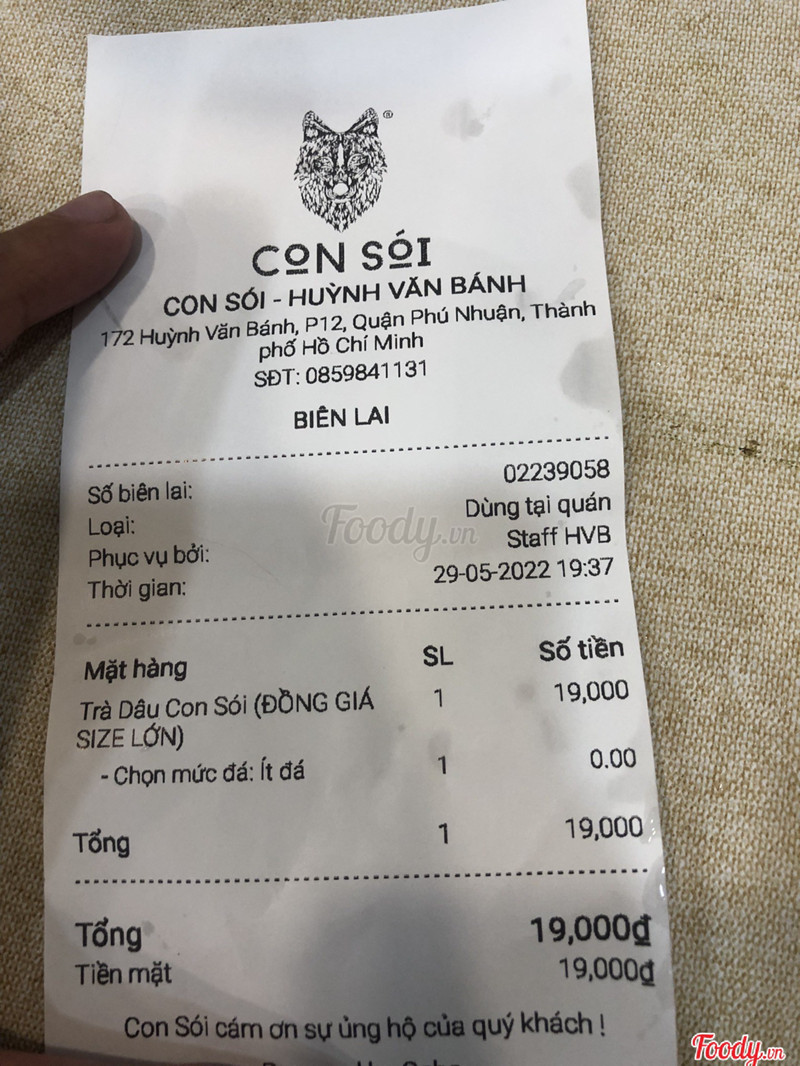 CON SÓI
CON SÓI - HUỲNH VĂN BÁNH
172 Huỳnh Văn Bánh, P12, Quận Phú Nhuận, Thành
phố Hồ Chí Minh
SĐT: 0859841131
BIÊN LAI
Số biên lai: 02239058
Loại: Dùng tại quán
Phục vụ bởi: Staff HVB
Thời gian: 29-05-2022 19:37
Foody.vn
Mặt hàng SL Số tiền
Trà Dâu Con Sói (ĐỒNG GIÁ 1 19,000
SIZE LỚN)
- Chọn mức đá: Ít đá 1 0.00
Tổng 1 19,000
Tổng 19,000₫
Tiền mặt 19,000₫
Con Sói cám ơn sự ủng hộ của quý khách !
Foody.vn